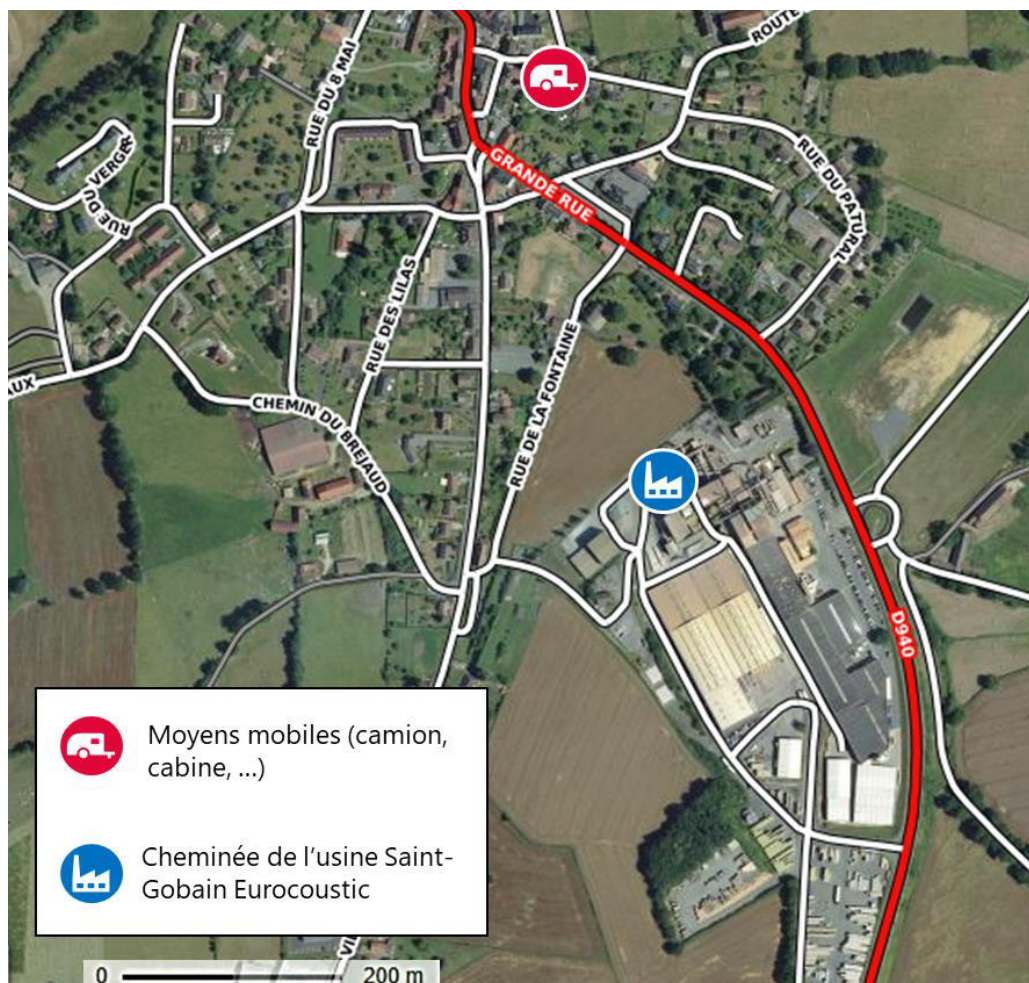 ROUTE
RUE DU 8 MAI
RUE DU VERGER
GRANDE RUE
RUE DU PATURAL
RUE DES LILAS
AUX
CHEMIN DU BREJAUD
RUE DE LA FONTAINE
D940
Moyens mobiles (camion,
cabine, ...)
Cheminée de l'usine Saint-
Gobain Eurocoustic
VI
0 200 m